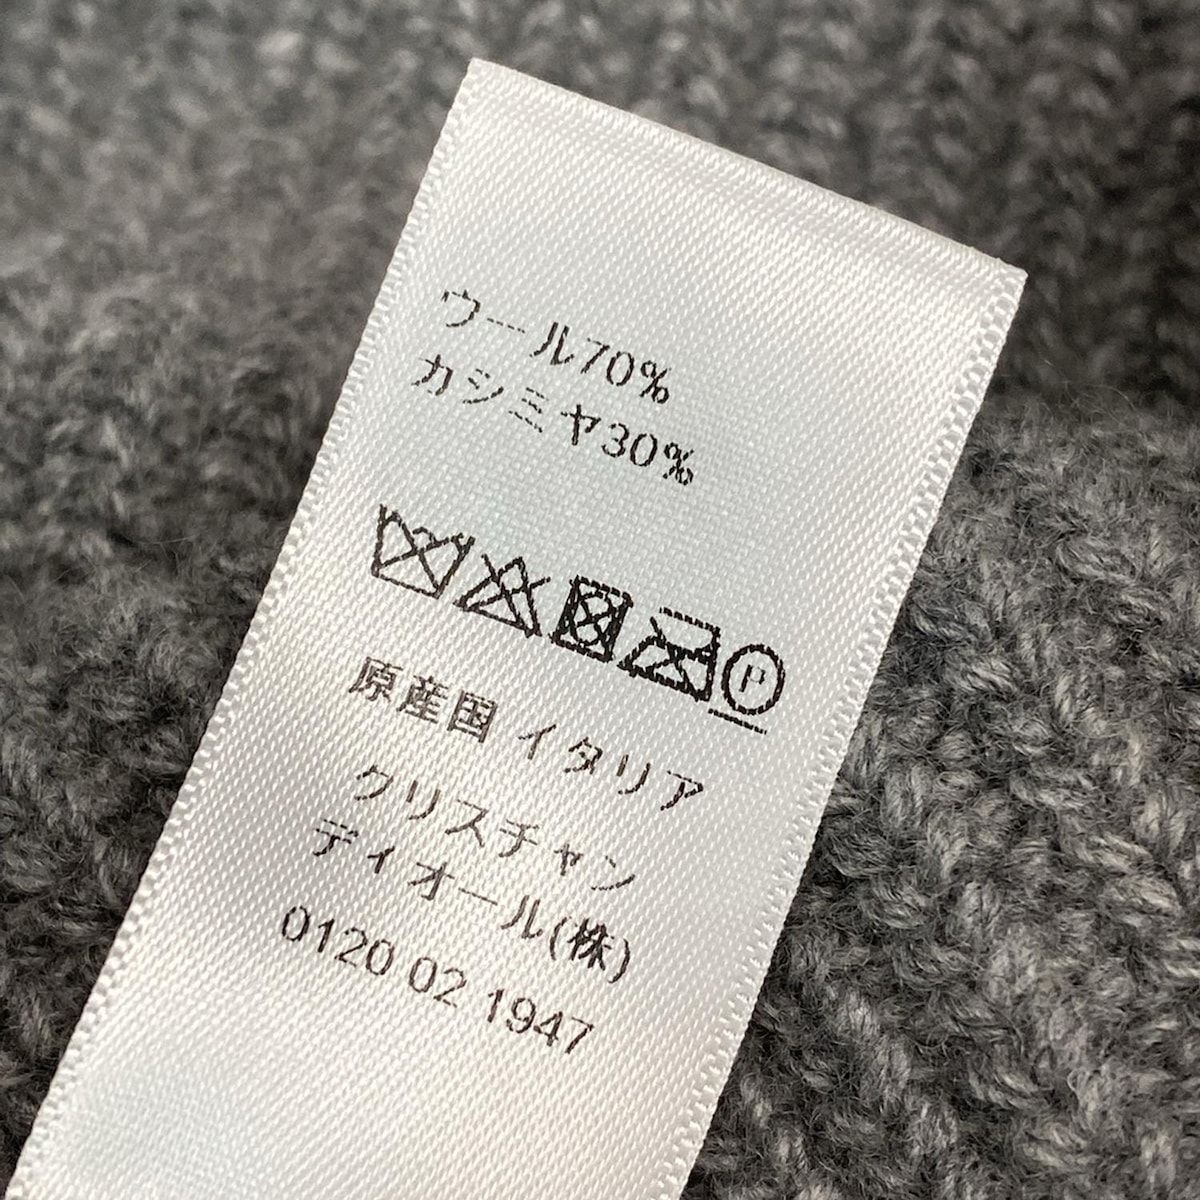 ウール70%
カシミヤ30%
P
原産国 イタリア
クリスチャン
ディオール(株)
0120 02 1947